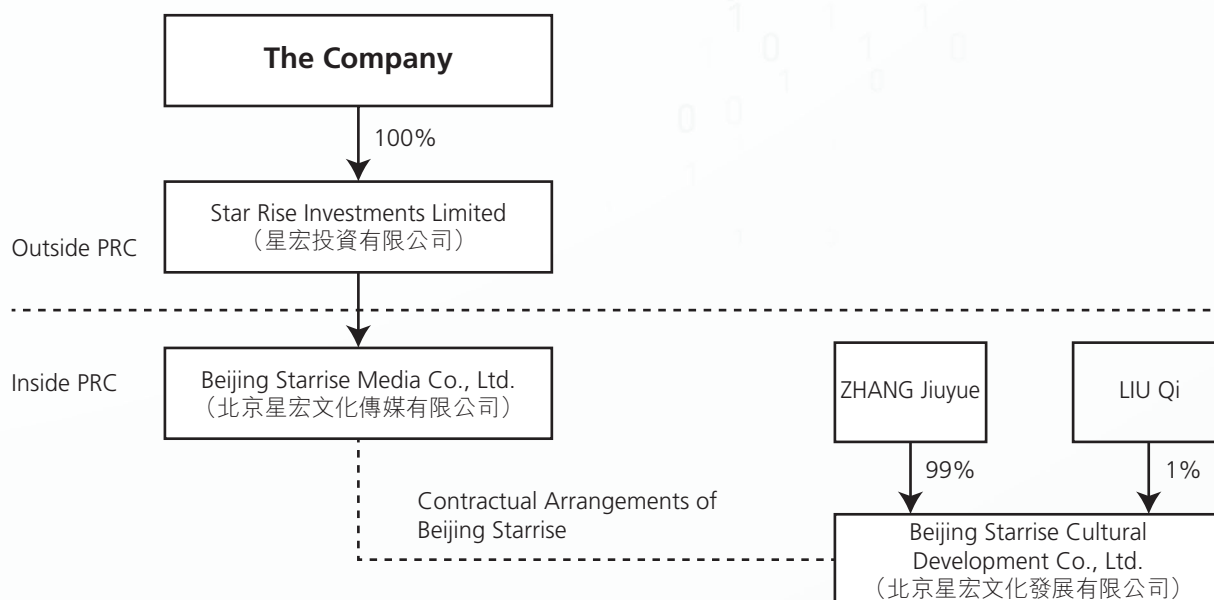 The Company
100%
Star Rise Investments Limited
（星宏投資有限公司）
Outside PRC
Inside PRC
Beijing Starrise Media Co., Ltd.
（北京星宏文化傳媒有限公司）
ZHANG Jiuyue
LIU Qi
99%
1%
Contractual Arrangements of
Beijing Starrise
Beijing Starrise Cultural
Development Co., Ltd.
（北京星宏文化發展有限公司）